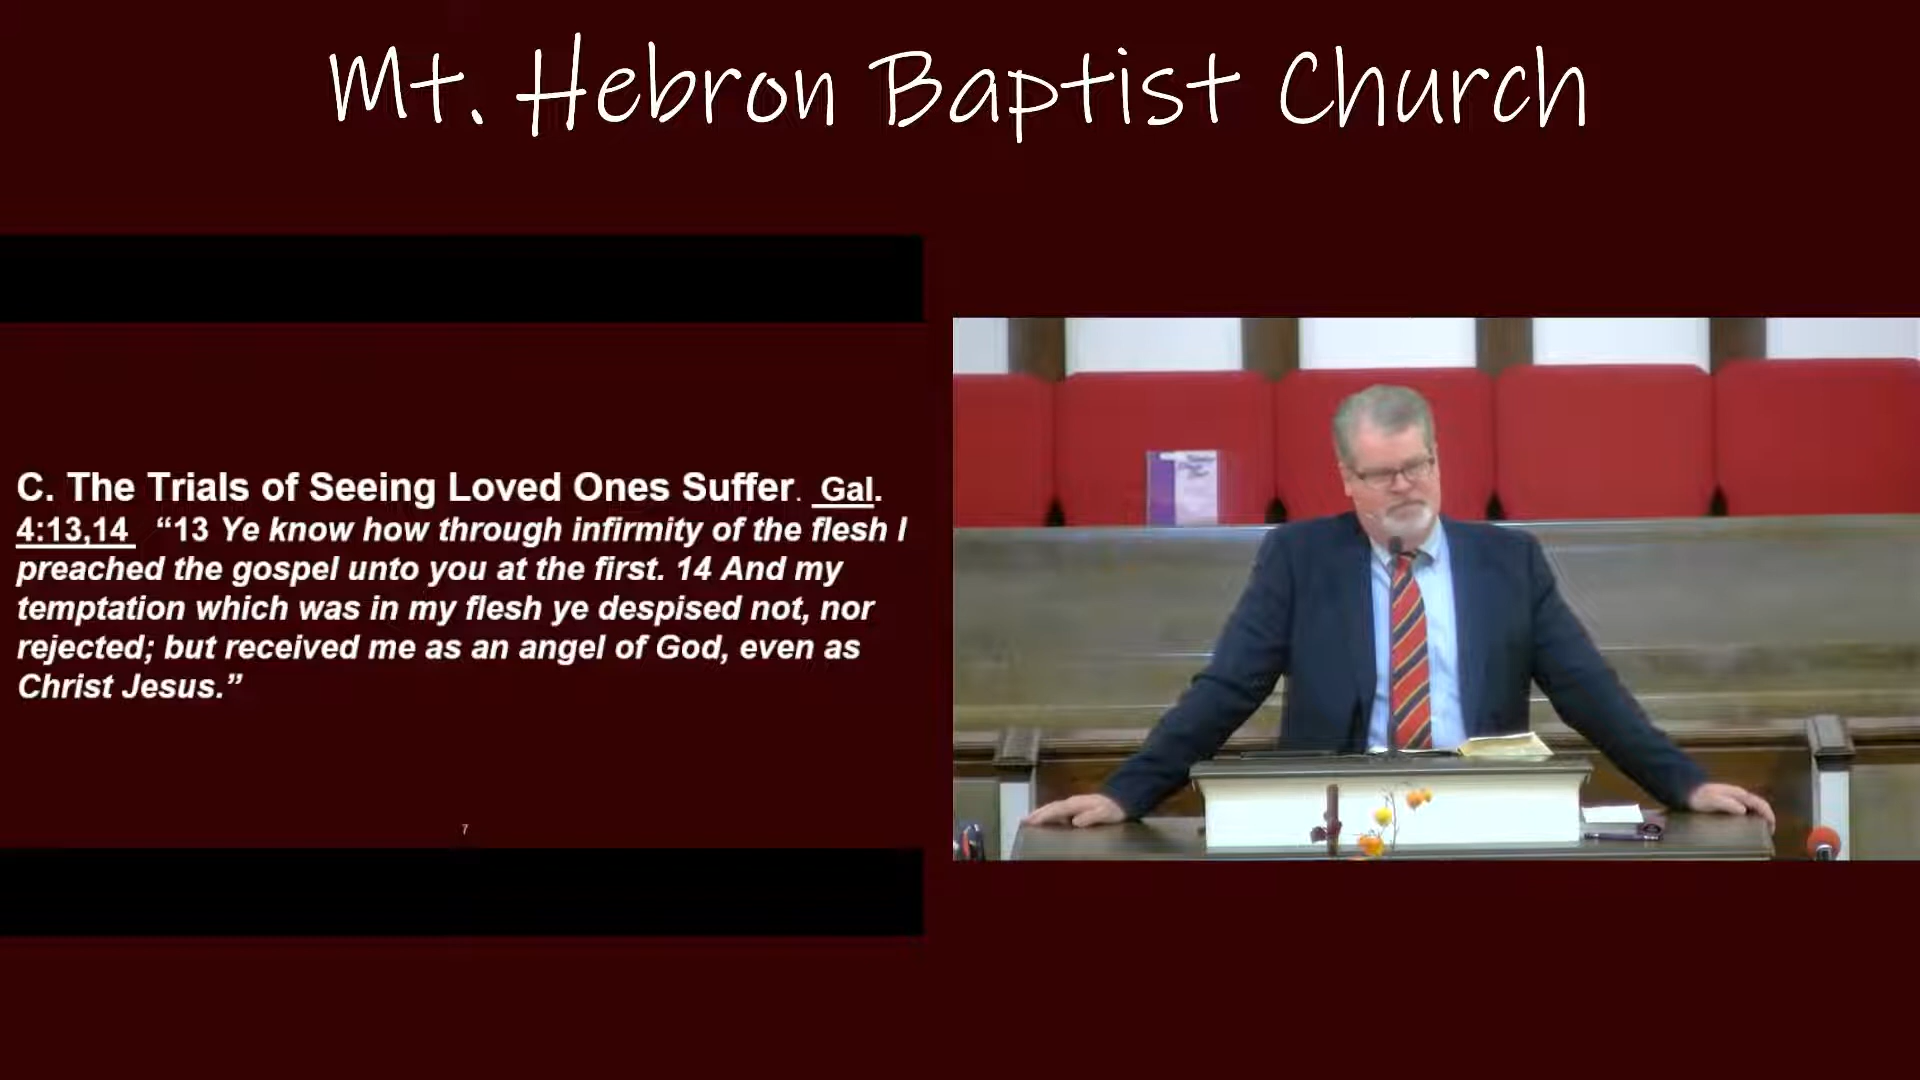 Mt. Hebron Baptist Church
C. The Trials of Seeing Loved Ones Suffer. Gal.
4:13,14 “13 Ye know how through infirmity of the flesh I
preached the gospel unto you at the first. 14 And my
temptation which was in my flesh ye despised not, nor
rejected; but received me as an angel of God, even as
Christ Jesus.”
7